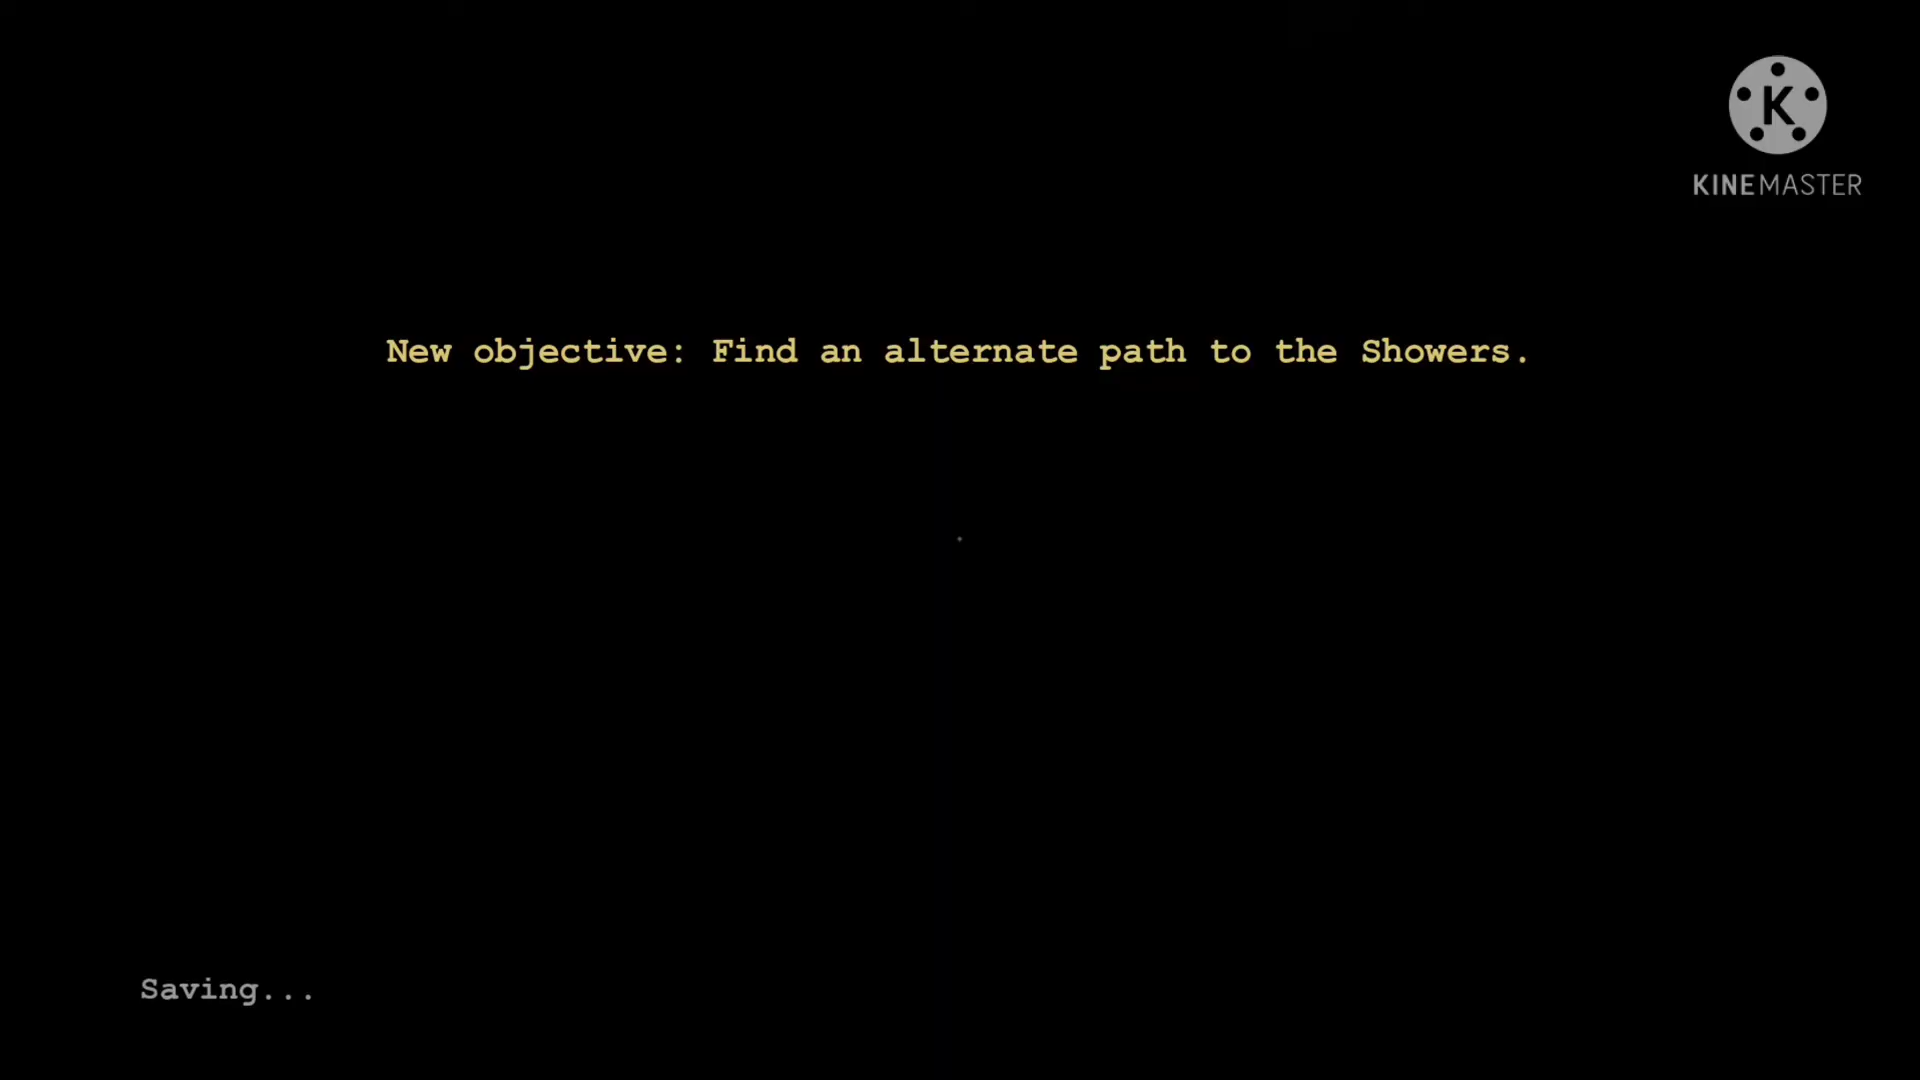 K
KINEMASTER
New objective: Find an alternate path to the Showers.
Saving...